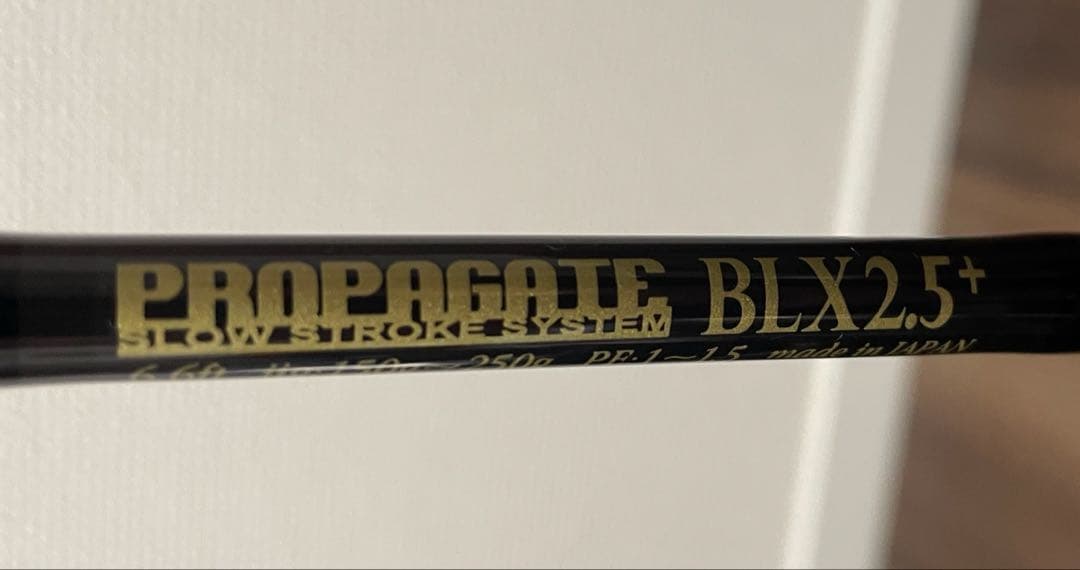 PROPAGATE BLX2.5+
SLOW STROKE SYSTEM
6.6ft jig:150g~250g PE:1~1.5 made in JAPAN